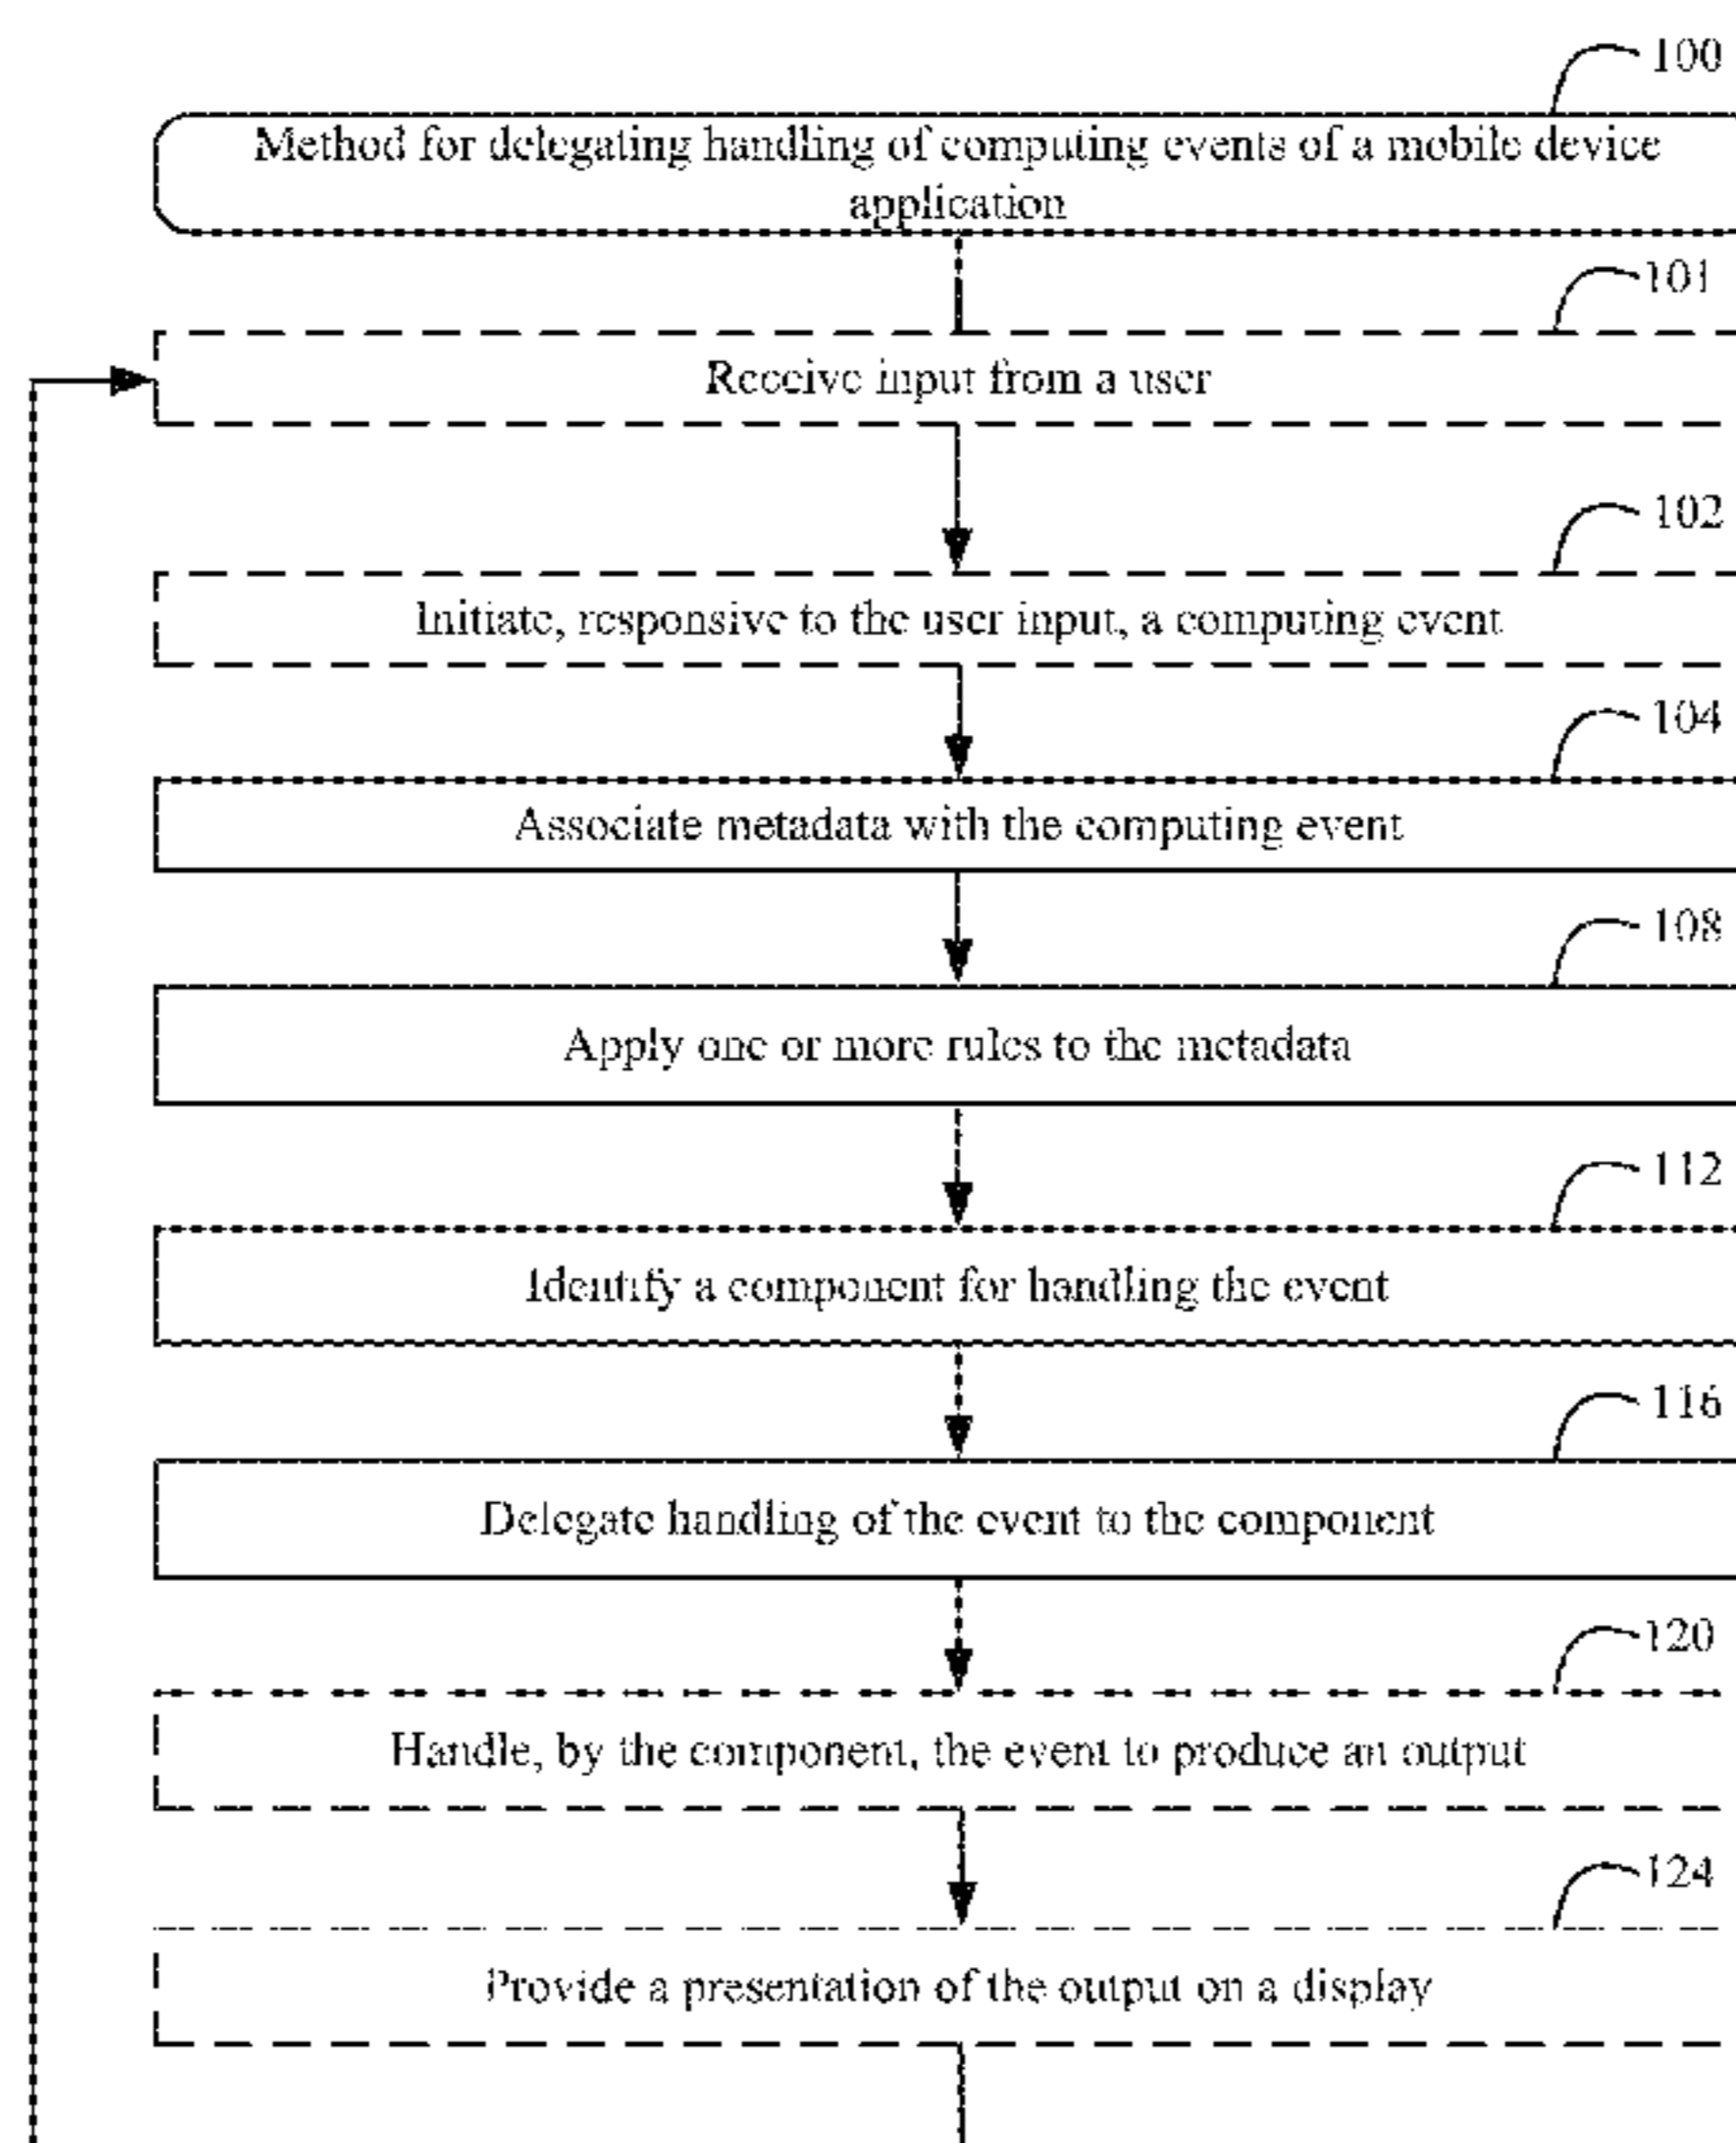 100
Method for delegating handling of computing events of a mobile device
application
101
Receive input from a user
102
Initiate, responsive to the user input, a computing event
104
Associate metadata with the computing event
108
Apply one or more rules to the metadata
112
Identify a component for handling the event
116
Delegate handling of the event to the component
120
Handle, by the component, the event to produce an output
124
Provide a presentation of the output on a display